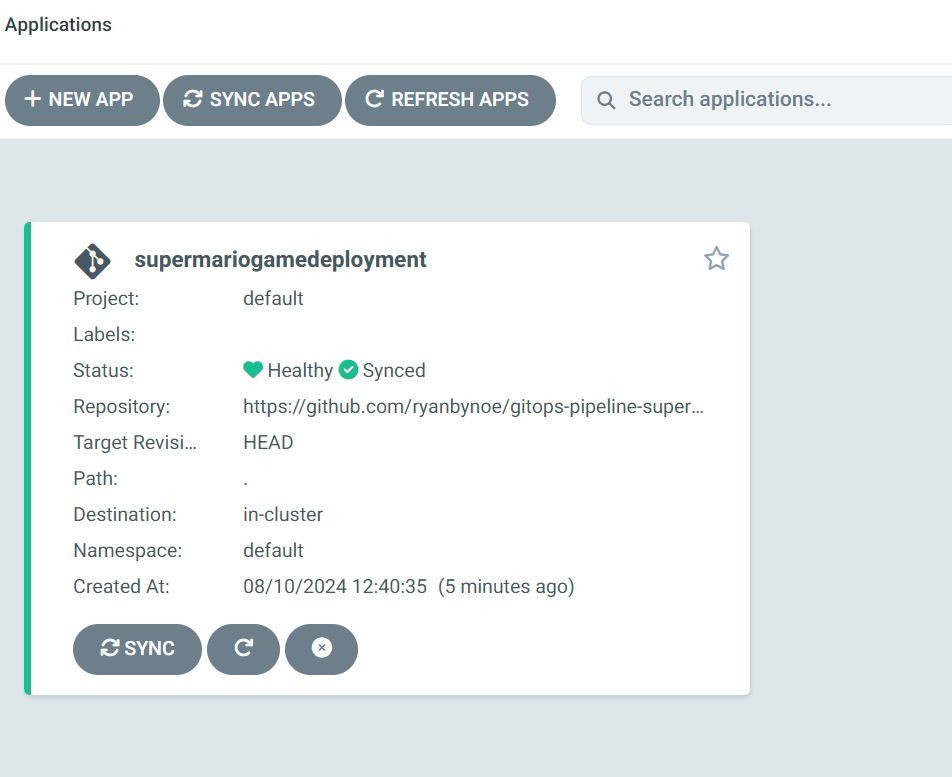 Applications
NEW APP SYNC APPS REFRESH APPS Search applications...
supermariogamedeployment
Project: default
Labels:
Status: Healthy Synced
Repository: https://github.com/ryanbynoe/gitops-pipeline-super...
Target Revisi... HEAD
Path: .
Destination: in-cluster
Namespace: default
Created At: 08/10/2024 12:40:35 (5 minutes ago)
SYNC